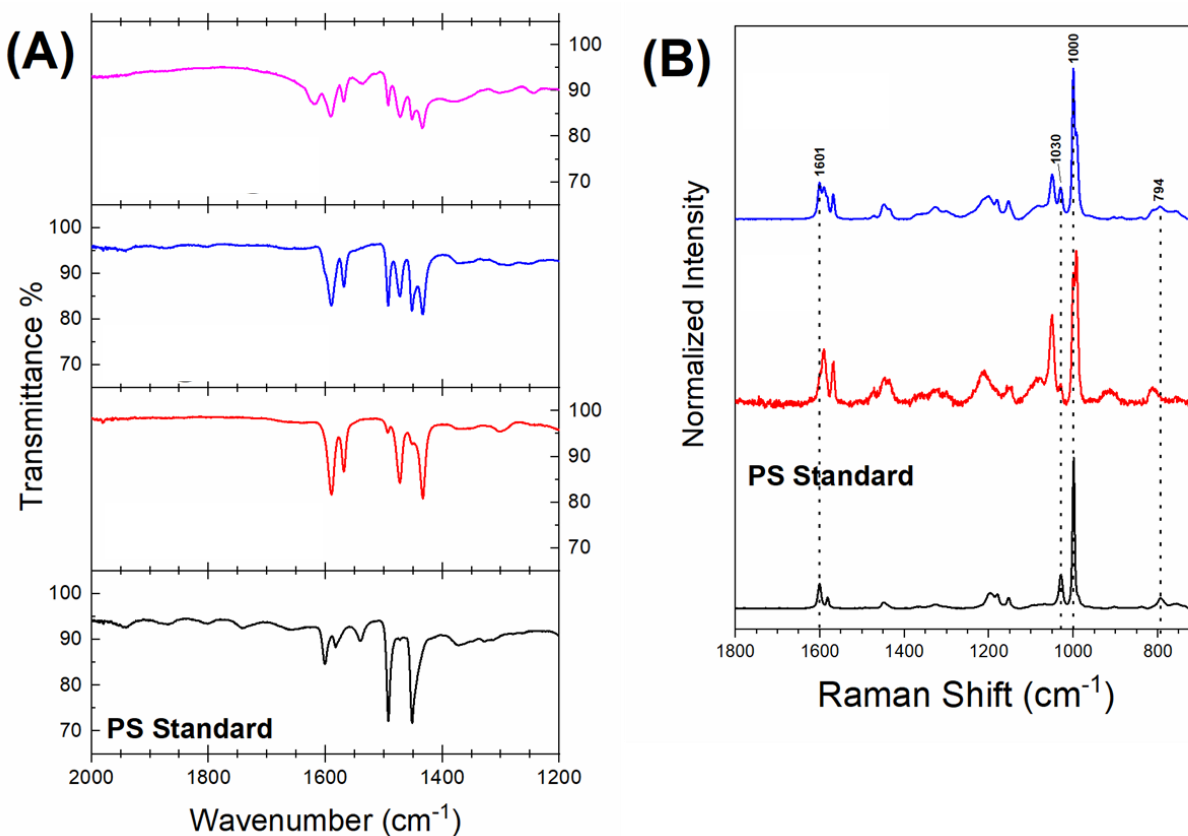 (A)
100
90
80
70
100
90
80
70
100
90
80
70
100
90
80
70
Transmittance %
PS Standard
2000 1800 1600 1400 1200
Wavenumber (cm-1)
(B)
1000
1030
1601
794
Normalized Intensity
PS Standard
1800 1600 1400 1200 1000 800
Raman Shift (cm-1)